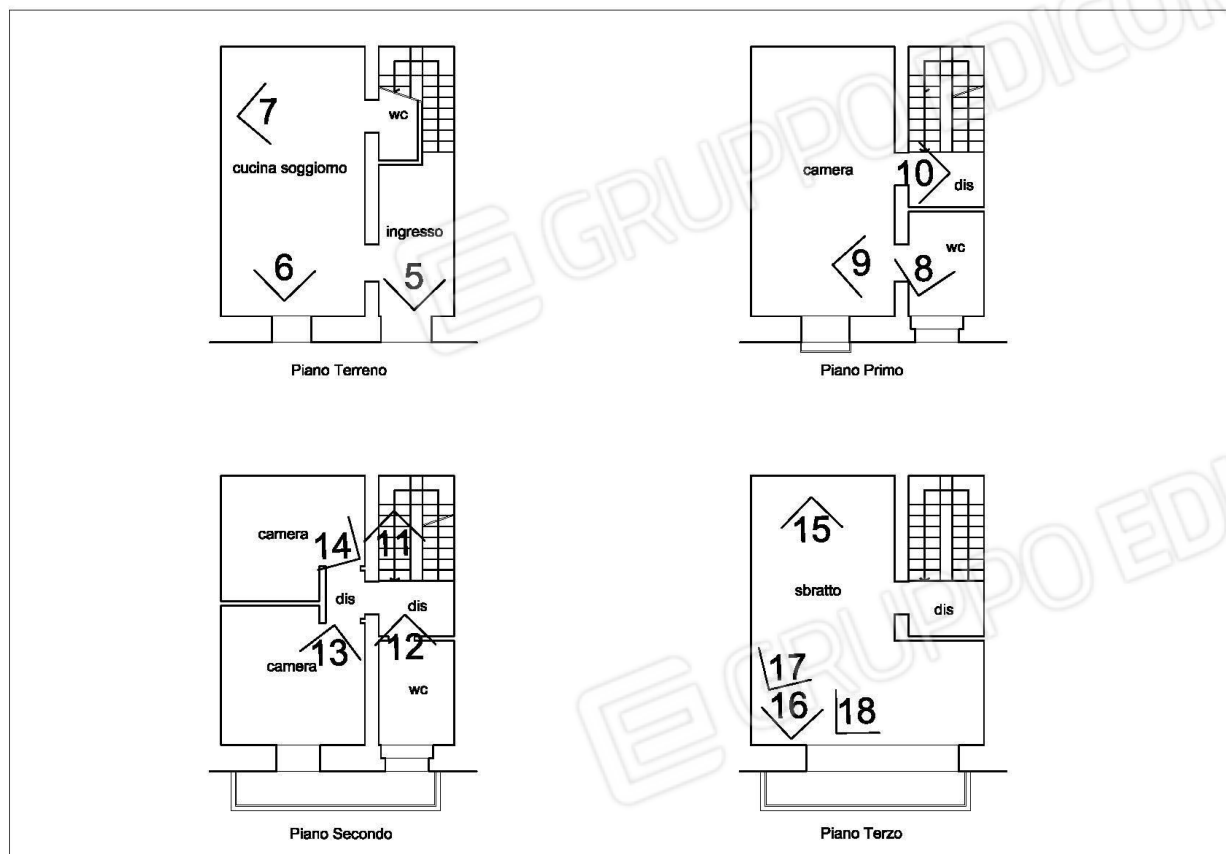 GRUPPO EDICOM
7
wc
cucina soggiorno
ingresso
6
5
Piano Terreno
camera
10
dis
wc
9
8
Piano Primo
camera
14
11
dis
dis
13
12
camera
wc
Piano Secondo
15
sbratto
dis
17
16
18
Piano Terzo
GRUPPO EDICOM
GRUPPO EDI